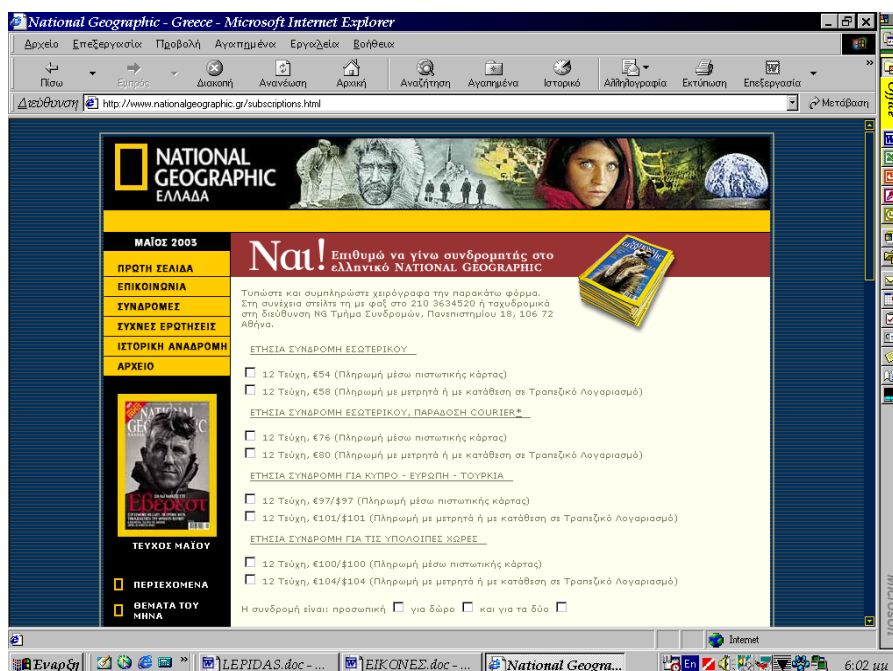 National Geographic - Greece - Microsoft Internet Explorer
Αρχείο Επεξεργασία Προβολή Αγαπημένα Εργαλεία Βοήθεια
Πίσω Εμπρός Διακοπή Ανανέωση Αρχική Αναζήτηση Αγαπημένα Ιστορικό Αλληλογραφία Εκτύπωση Επεξεργασία »
Διεύθυνση http://www.nationalgeographic.gr/subscriptions.html Μετάβαση
Office
NATIONAL
GEOGRAPHIC
ΕΛΛΑΔΑ
ΜΑΪΟΣ 2003
ΠΡΩΤΗ ΣΕΛΙΔΑ
ΕΠΙΚΟΙΝΩΝΙΑ
ΣΥΝΔΡΟΜΕΣ
ΣΥΧΝΕΣ ΕΡΩΤΗΣΕΙΣ
ΙΣΤΟΡΙΚΗ ΑΝΑΔΡΟΜΗ
ΑΡΧΕΙΟ
Έβερεστ
ΤΕΥΧΟΣ ΜΑΪΟΥ
ΠΕΡΙΕΧΟΜΕΝΑ
ΘΕΜΑΤΑ ΤΟΥ
ΜΗΝΑ
Ναι! Επιθυμώ να γίνω συνδρομητής στο
ελληνικό NATIONAL GEOGRAPHIC
Τυπώστε και συμπληρώστε χειρόγραφα την παρακάτω φόρμα.
Στη συνέχεια στείλτε τη με φαξ στο 210 3634520 ή ταχυδρομικά
στη διεύθυνση NG Τμήμα Συνδρομών, Πανεπιστημίου 18, 106 72
Αθήνα.
ΕΤΗΣΙΑ ΣΥΝΔΡΟΜΗ ΕΣΩΤΕΡΙΚΟΥ
12 Τεύχη, €54 (Πληρωμή μέσω πιστωτικής κάρτας)
12 Τεύχη, €58 (Πληρωμή με μετρητά ή με κατάθεση σε Τραπεζικό Λογαριασμό)
ΕΤΗΣΙΑ ΣΥΝΔΡΟΜΗ ΕΣΩΤΕΡΙΚΟΥ, ΠΑΡΑΔΟΣΗ COURIER*
12 Τεύχη, €76 (Πληρωμή μέσω πιστωτικής κάρτας)
12 Τεύχη, €80 (Πληρωμή με μετρητά ή με κατάθεση σε Τραπεζικό Λογαριασμό)
ΕΤΗΣΙΑ ΣΥΝΔΡΟΜΗ ΓΙΑ ΚΥΠΡΟ - ΕΥΡΩΠΗ - ΤΟΥΡΚΙΑ
12 Τεύχη, €97/$97 (Πληρωμή μέσω πιστωτικής κάρτας)
12 Τεύχη, €101/$101 (Πληρωμή με μετρητά ή με κατάθεση σε Τραπεζικό Λογαριασμό)
ΕΤΗΣΙΑ ΣΥΝΔΡΟΜΗ ΓΙΑ ΤΙΣ ΥΠΟΛΟΙΠΕΣ ΧΩΡΕΣ
12 Τεύχη, €100/$100 (Πληρωμή μέσω πιστωτικής κάρτας)
12 Τεύχη, €104/$104 (Πληρωμή με μετρητά ή με κατάθεση σε Τραπεζικό Λογαριασμό)
Η συνδρομή είναι προσωπική για δώρο και για τα δύο
Internet
Έναρξη » LEPIDAS.doc - ... ΕΙΚΟΝΕΣ.doc - ... National Geogra... En 6:02 μμ